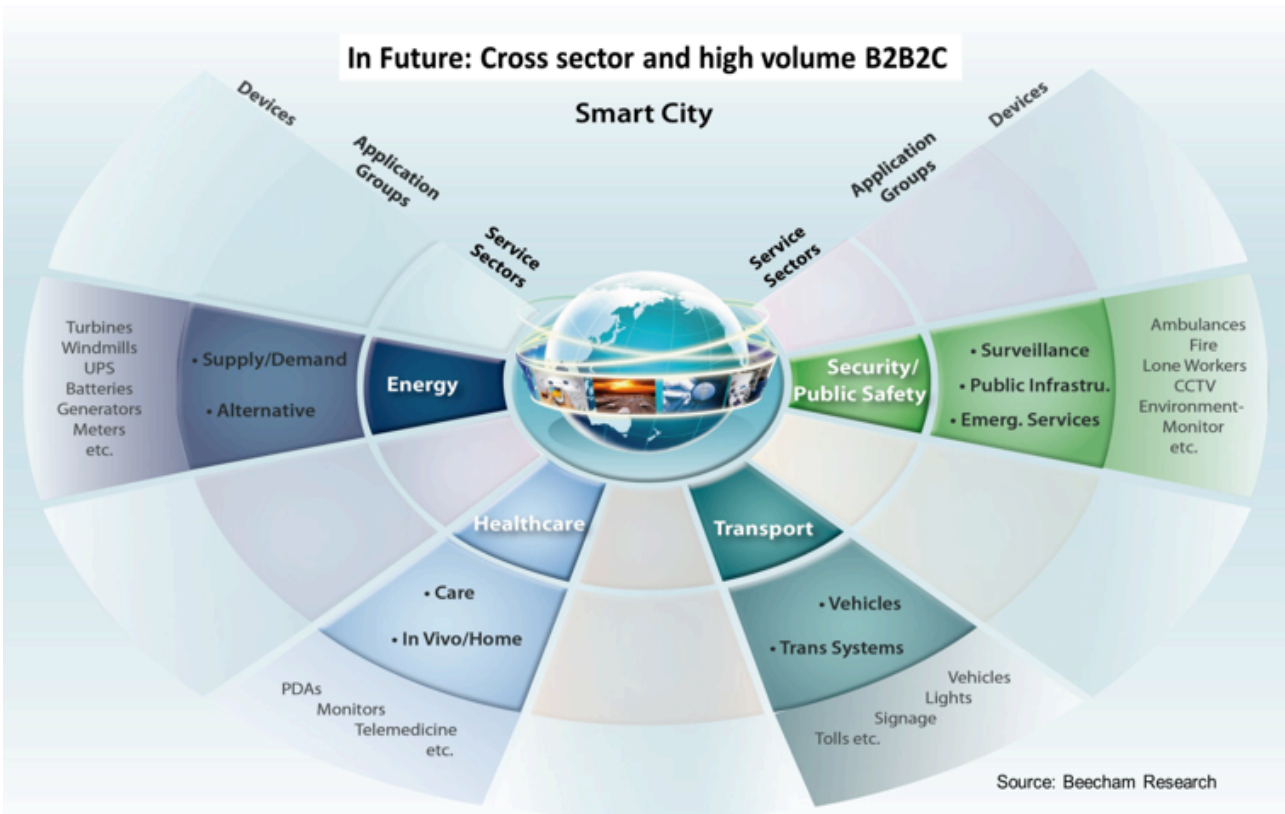 In Future: Cross sector and high volume B2B2C
Smart City
Devices
Application
Groups
Service
Sectors
Devices
Application
Groups
Service
Sectors
Turbines
Windmills
UPS
Batteries
Generators
Meters
etc.
• Supply/Demand
• Alternative
Energy
Security/
Public Safety
• Surveillance
• Public Infrastru.
• Emerg. Services
Ambulances
Fire
Lone Workers
CCTV
Environment-
Monitor
etc.
Healthcare
• Care
• In Vivo/Home
PDAs
Monitors
Telemedicine
etc.
Transport
• Vehicles
• Trans Systems
Vehicles
Lights
Signage
Tolls etc.
Source: Beecham Research